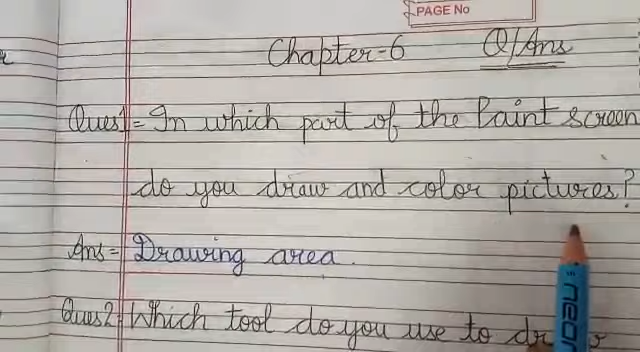 PAGE No
Chapter-6 Q/Ans
Ques1= In which part of the Paint screen
do you draw and color pictures?
Ans= Drawing area.
Ques2= Which tool do you use to
neon